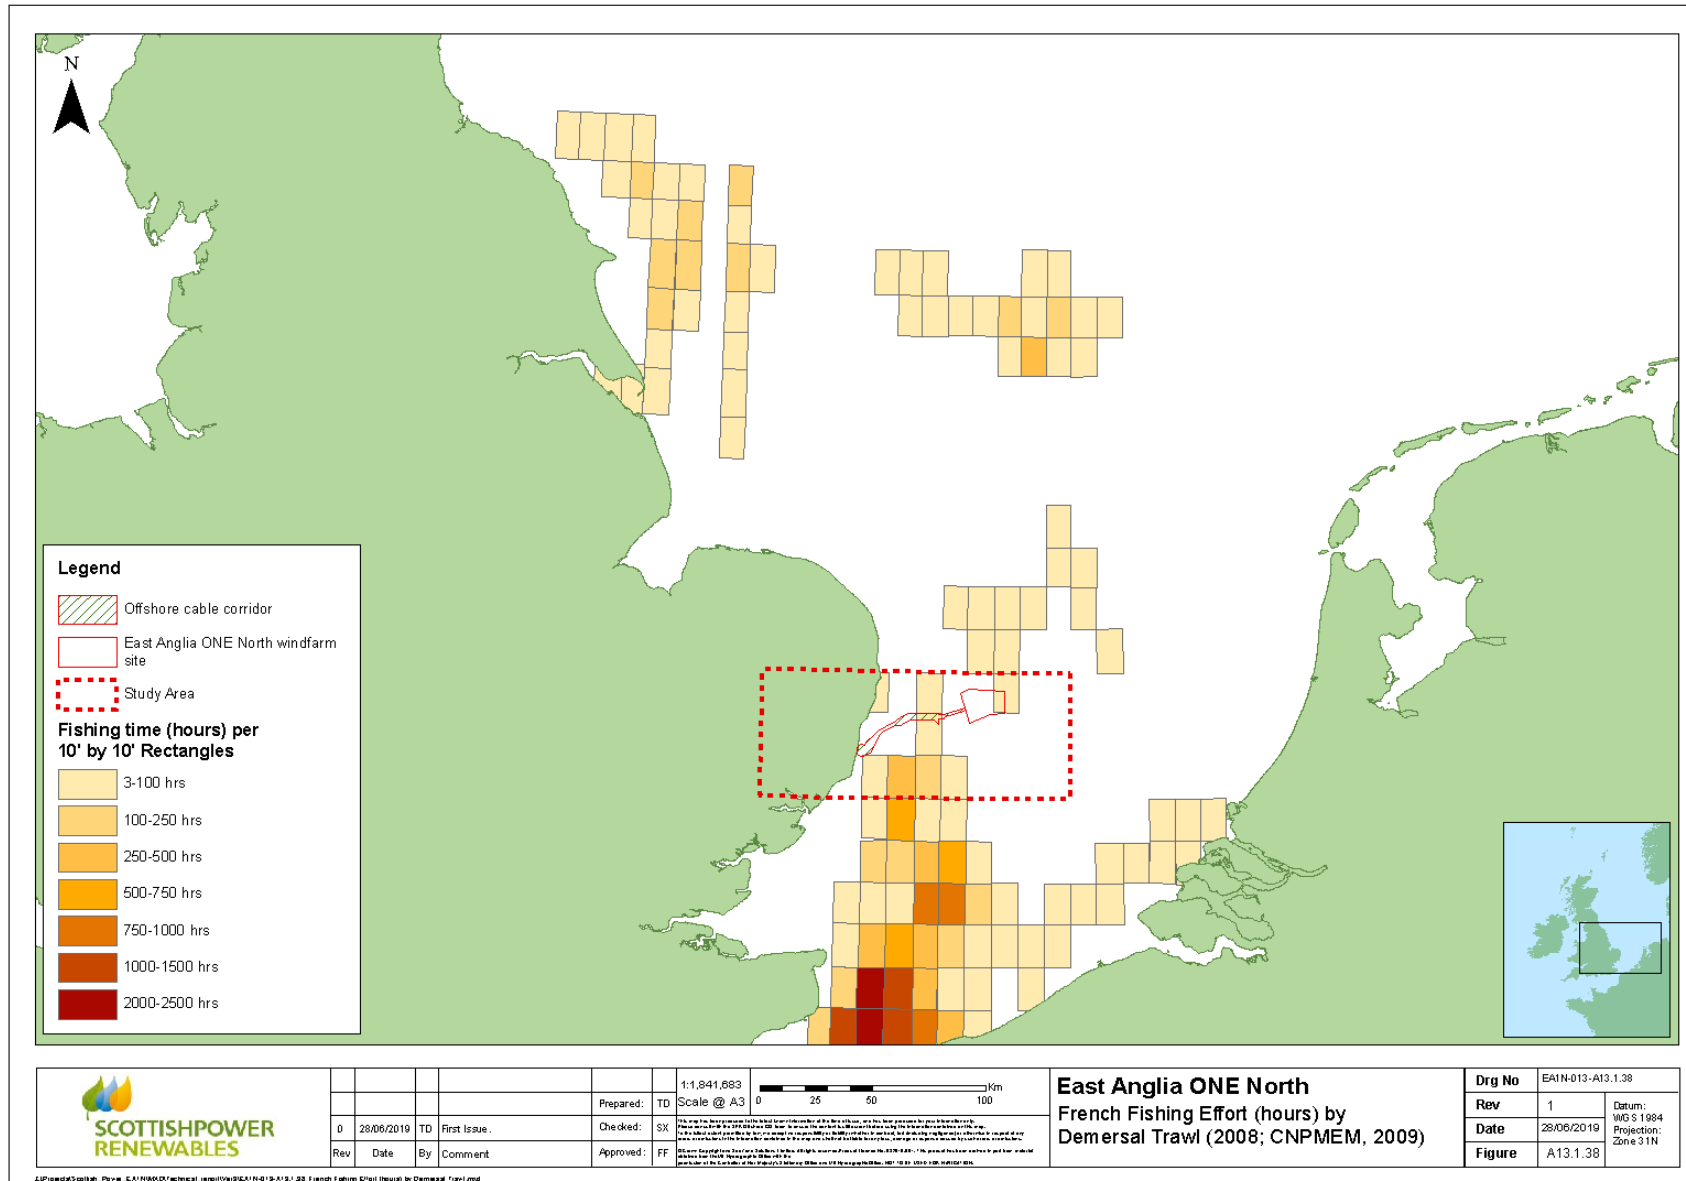 N
Legend
Offshore cable corridor
East Anglia ONE North windfarm
site
Study Area
Fishing time (hours) per
10' by 10' Rectangles
3-100 hrs
100-250 hrs
250-500 hrs
500-750 hrs
750-1000 hrs
1000-1500 hrs
2000-2500 hrs
SCOTTISHPOWER
RENEWABLES
0 28/06/2019 TD First Issue.
Rev Date By Comment
Prepared: TD
Checked: SX
Approved: FF
1:1,841,683
Scale @ A3
0 25 50 100 Km
East Anglia ONE North
French Fishing Effort (hours) by
Demersal Trawl (2008; CNPMEM, 2009)
Drg No EA1N-013-A13.1.38
Rev 1
Date 28/06/2019
Figure A13.1.38
Datum:
WGS 1984
Projection:
Zone 31N